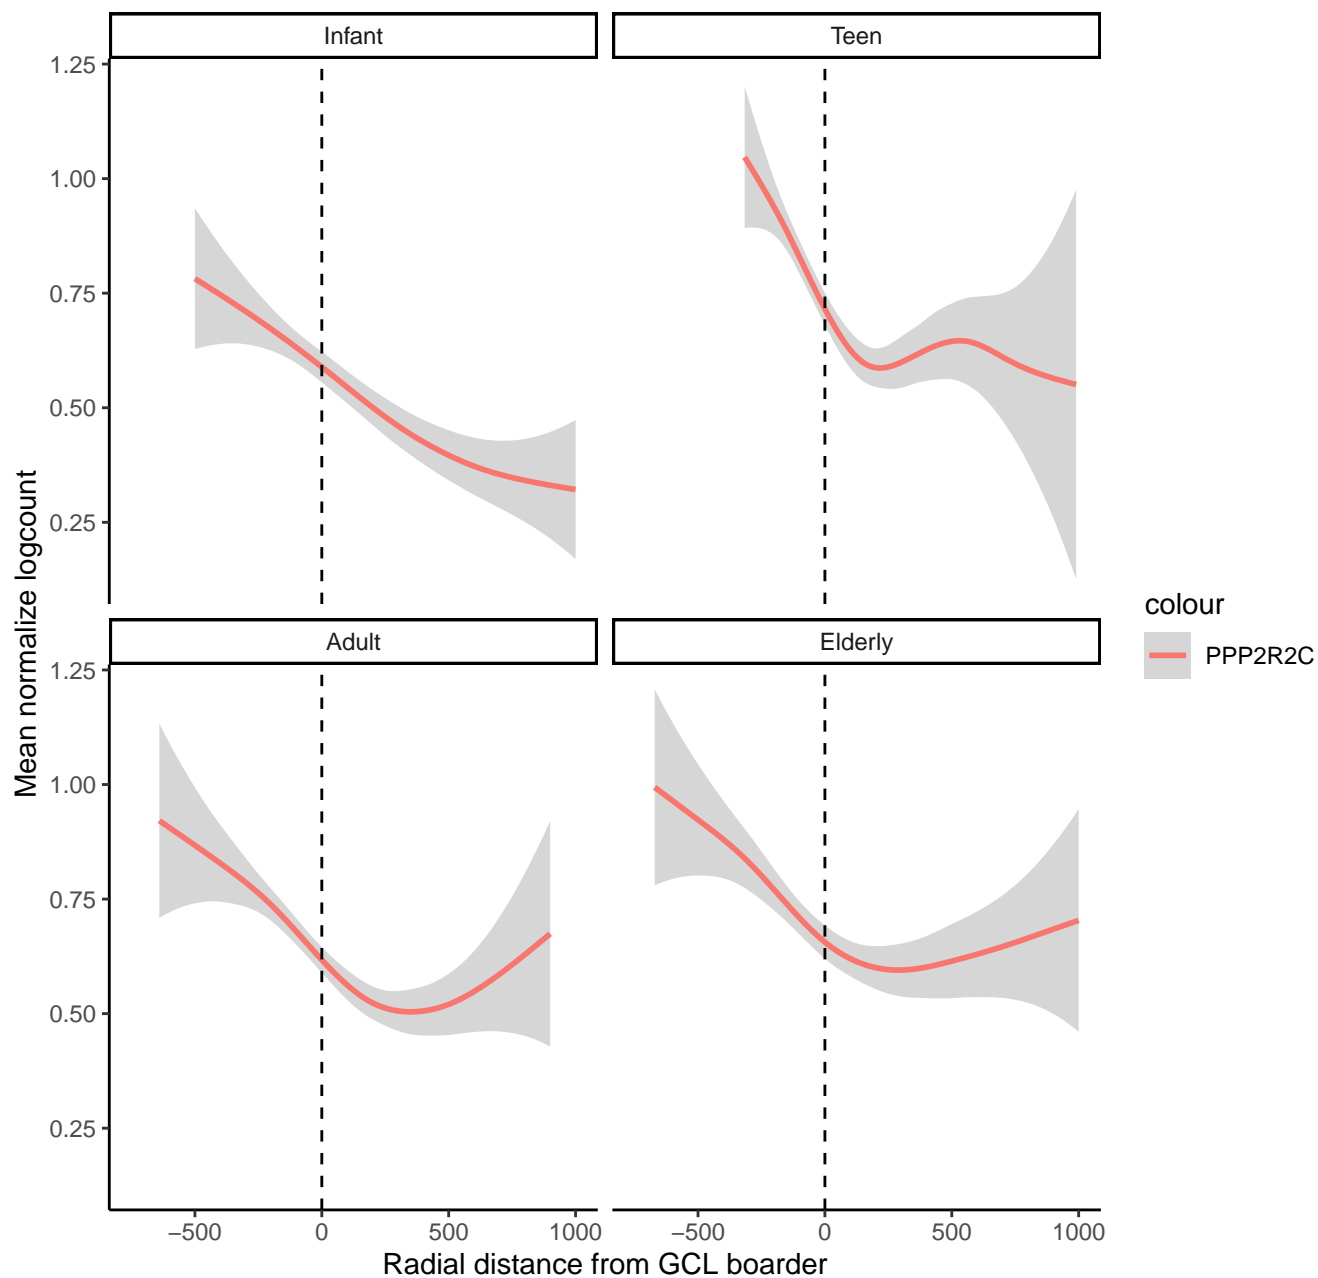 Infant
Teen
1.25
1.00
0.75
0.50
0.25
Adult
Elderly
1.25
1.00
0.75
0.50
0.25
−500 0 500 1000
−500 0 500 1000
Radial distance from GCL boarder
Mean normalize logcount
colour
PPP2R2C